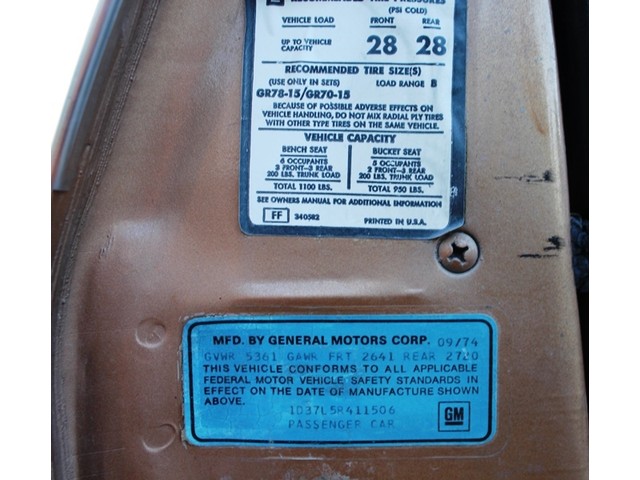 RECOMMENDED TIRE PRESSURES
(PSI COLD)
VEHICLE LOAD FRONT REAR
UP TO VEHICLE CAPACITY 28 28
RECOMMENDED TIRE SIZE(S)
(USE ONLY IN SETS) LOAD RANGE B
GR78-15/GR70-15
BECAUSE OF POSSIBLE ADVERSE EFFECTS ON
VEHICLE HANDLING, DO NOT MIX RADIAL PLY TIRES
WITH OTHER TYPE TIRES ON THE SAME VEHICLE.
VEHICLE CAPACITY
BENCH SEAT BUCKET SEAT
6 OCCUPANTS 5 OCCUPANTS
3 FRONT-3 REAR 2 FRONT-3 REAR
200 LBS. TRUNK LOAD 200 LBS. TRUNK LOAD
TOTAL 1100 LBS. TOTAL 950 LBS.
SEE OWNERS MANUAL FOR ADDITIONAL INFORMATION
FF 340582 PRINTED IN U.S.A.
MFD. BY GENERAL MOTORS CORP. 09/74
GVWR 5361 GAWR FRT 2641 REAR 2720
THIS VEHICLE CONFORMS TO ALL APPLICABLE
FEDERAL MOTOR VEHICLE SAFETY STANDARDS IN
EFFECT ON THE DATE OF MANUFACTURE SHOWN
ABOVE.
1D37L5R411506
PASSENGER CAR GM